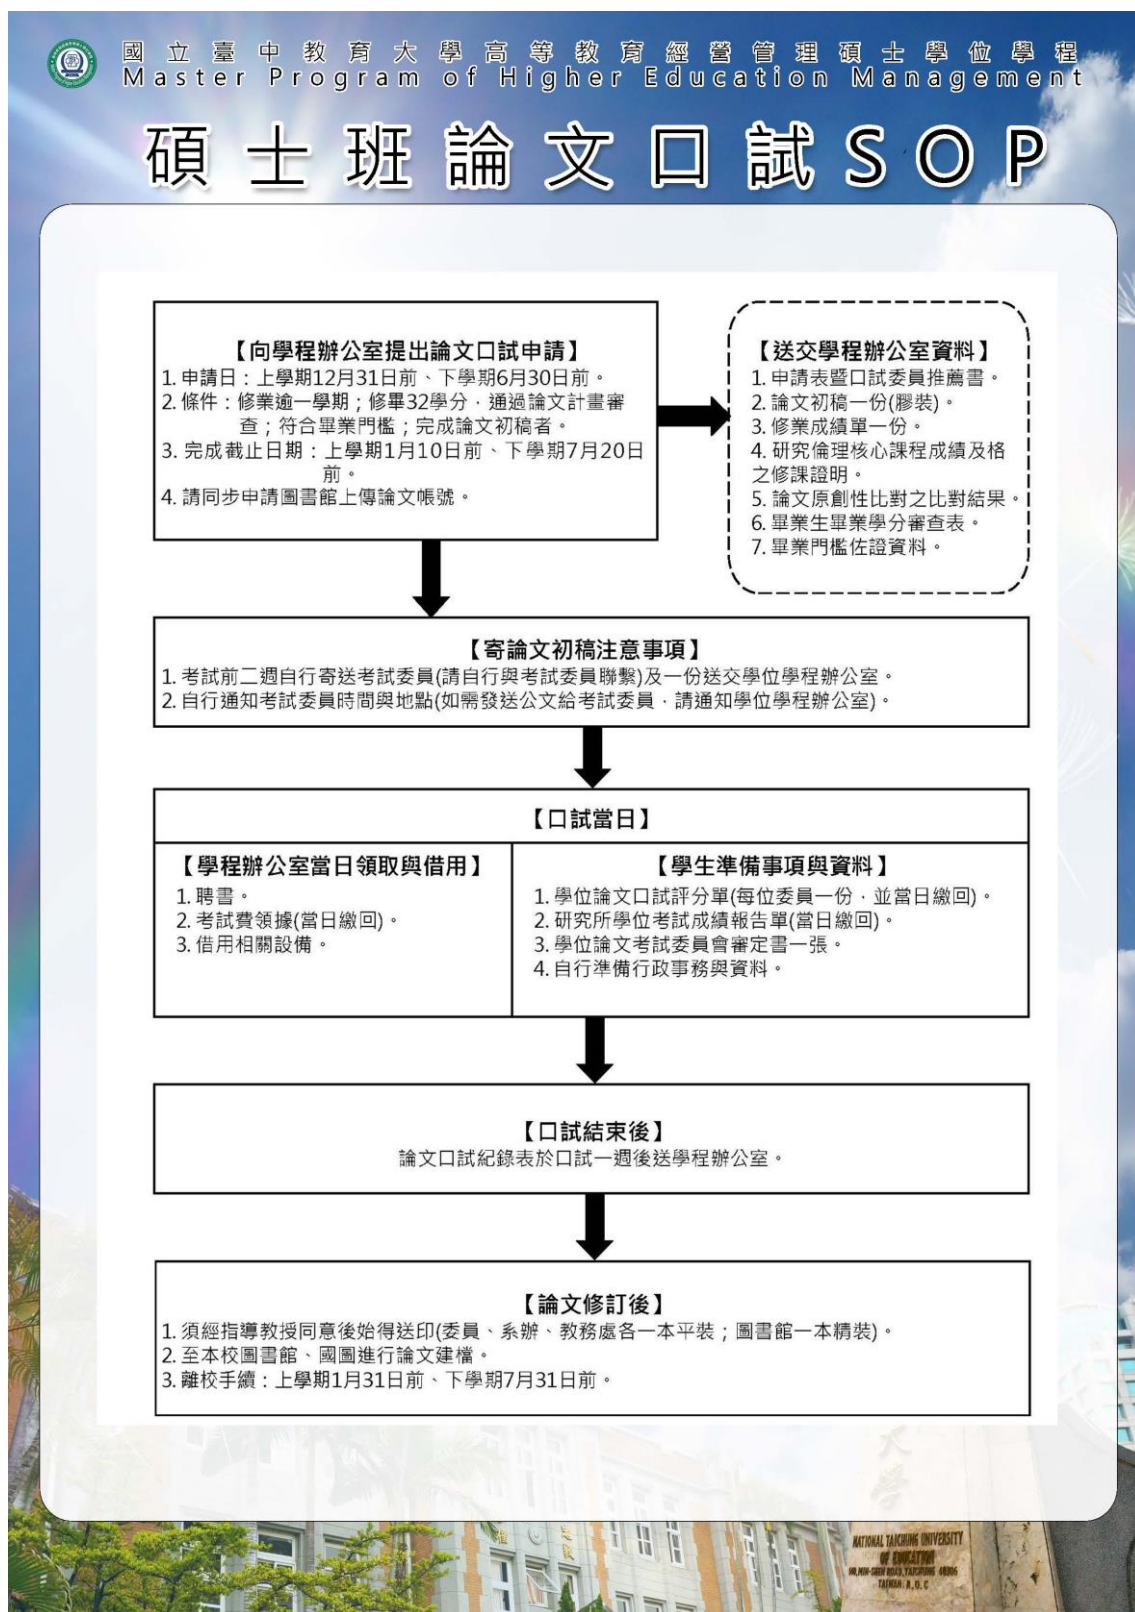 國立臺中教育大學高等教育經營管理碩士學位學程
Master Program of Higher Education Management
碩士班論文口試SOP
【向學程辦公室提出論文口試申請】
1. 申請日：上學期12月31日前、下學期6月30日前。
2. 條件：修業逾一學期；修畢32學分，通過論文計畫審
查；符合畢業門檻；完成論文初稿者。
3. 完成截止日期：上學期1月10日前、下學期7月20日
前。
4. 請同步申請圖書館上傳論文帳號。
【送交學程辦公室資料】
1. 申請表暨口試委員推薦書。
2. 論文初稿一份(膠裝)。
3. 修業成績單一份。
4. 研究倫理核心課程成績及格
之修課證明。
5. 論文原創性比對之比對結果。
6. 畢業生畢業學分審查表。
7. 畢業門檻佐證資料。
【寄論文初稿注意事項】
1. 考試前二週自行寄送考試委員(請自行與考試委員聯繫)及一份送交學位學程辦公室。
2. 自行通知考試委員時間與地點(如需發送公文給考試委員，請通知學位學程辦公室)。
【口試當日】
【學程辦公室當日領取與借用】
1. 聘書。
2. 考試費領據(當日繳回)。
3. 借用相關設備。
【學生準備事項與資料】
1. 學位論文口試評分單(每位委員一份，並當日繳回)。
2. 研究所學位考試成績報告單(當日繳回)。
3. 學位論文考試委員會審定書一張。
4. 自行準備行政事務與資料。
【口試結束後】
論文口試紀錄表於口試一週後送學程辦公室。
【論文修訂後】
1. 須經指導教授同意後始得送印(委員、系辦、教務處各一本平裝；圖書館一本精裝)。
2. 至本校圖書館、國圖進行論文建檔。
3. 離校手續：上學期1月31日前、下學期7月31日前。
大學
NATIONAL TAICHUNG UNIVERSITY
OF EDUCATION
140, MIN-SHEN ROAD, TAICHUNG 40306
TAIWAN, R.O.C